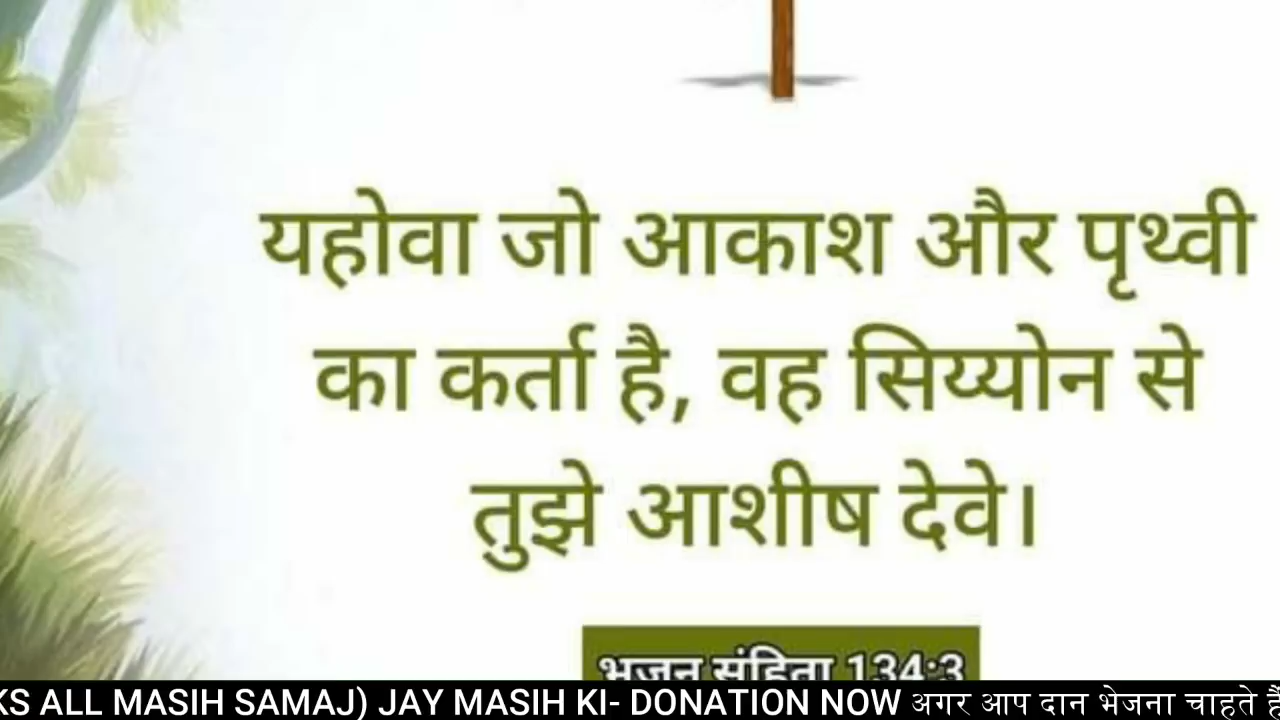 यहोवा जो आकाश और पृथ्वी
का कर्ता है, वह सिय्योन से
तुझे आशीष देवे।
भजन संहिता 134:3
KS ALL MASIH SAMAJ) JAY MASIH KI- DONATION NOW अगर आप दान भेजना चाहते हैं